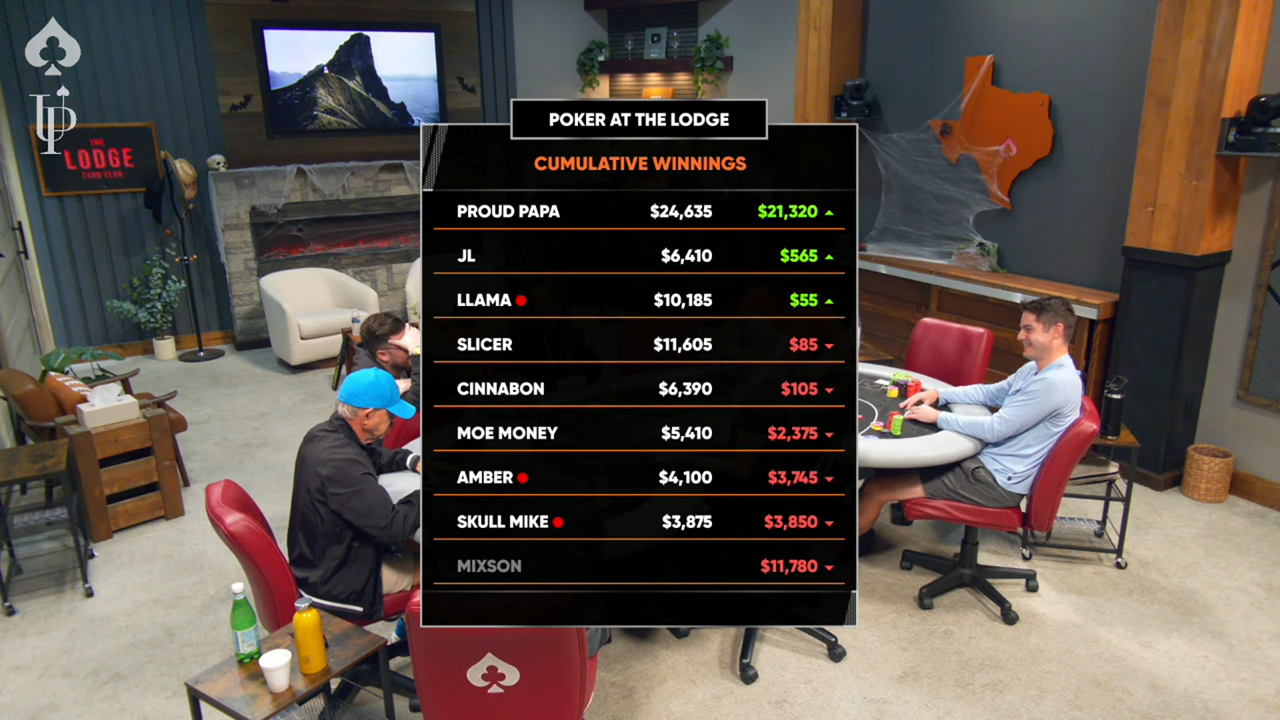 UP
THE
LODGE
CARD CLUB
POKER AT THE LODGE
CUMULATIVE WINNINGS
PROUD PAPA $24,635 $21,320
JL $6,410 $565
LLAMA $10,185 $55
SLICER $11,605 $85
CINNABON $6,390 $105
MOE MONEY $5,410 $2,375
AMBER $4,100 $3,745
SKULL MIKE $3,875 $3,850
MIXSON $11,780